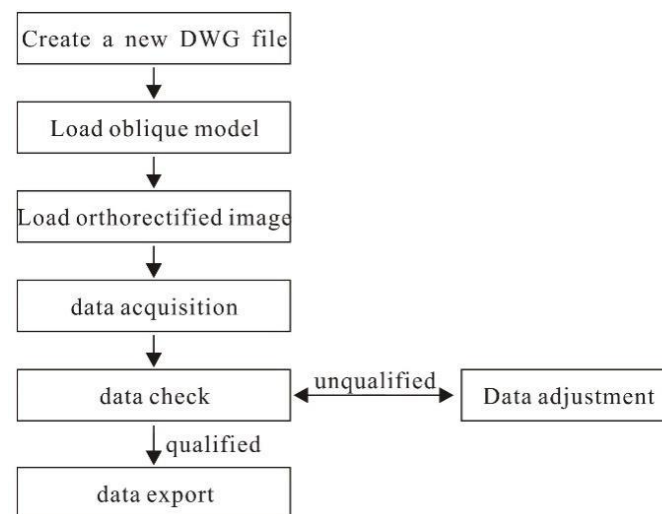 Create a new DWG file
Load oblique model
Load orthorectified image
data acquisition
data check
unqualified
Data adjustment
qualified
data export